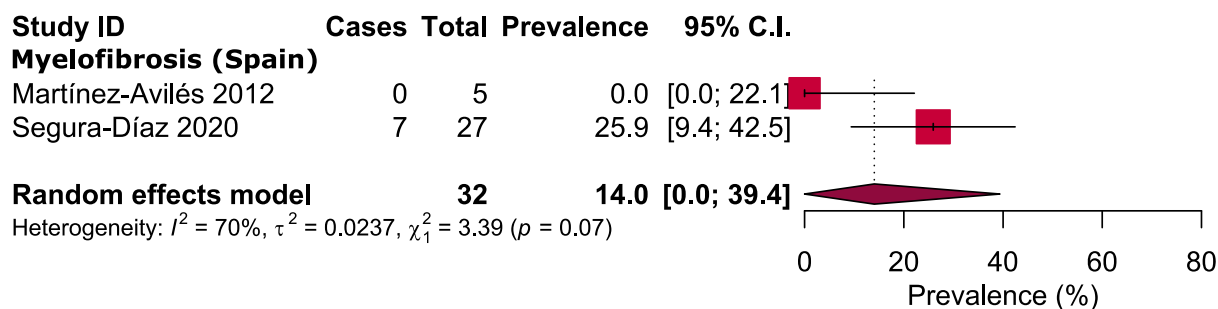 Study ID Cases Total Prevalence 95% C.I.
Myelofibrosis (Spain)
Martínez-Avilés 2012 0 5 0.0 [0.0; 22.1]
Segura-Díaz 2020 7 27 25.9 [9.4; 42.5]
Random effects model 32 14.0 [0.0; 39.4]
Heterogeneity: I² = 70%, τ² = 0.0237, χ²₁ = 3.39 (p = 0.07)
0 20 40 60 80
Prevalence (%)